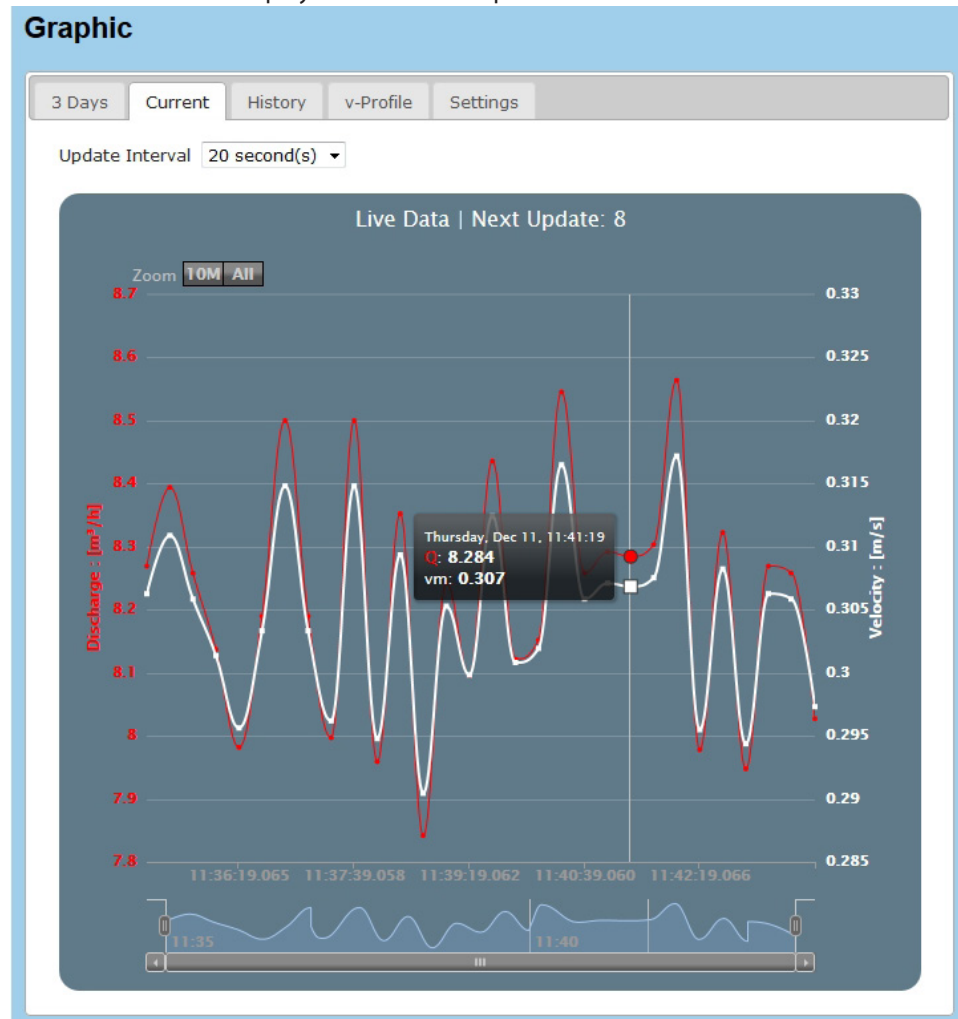 Graphic
3 Days Current History v-Profile Settings
Update Interval 20 second(s)
Live Data | Next Update: 8
Zoom 10M All
8.7 0.33
8.6 0.325
8.5 0.32
8.4 0.315
8.3 0.31
8.2 0.305
8.1 0.3
8 0.295
7.9 0.29
7.8 0.285
Discharge : [m³/h]
Velocity : [m/s]
Thursday, Dec 11, 11:41:19
Q: 8.284
vm: 0.307
11:36:19.065 11:37:39.058 11:39:19.062 11:40:39.060 11:42:19.066
11:35 11:40